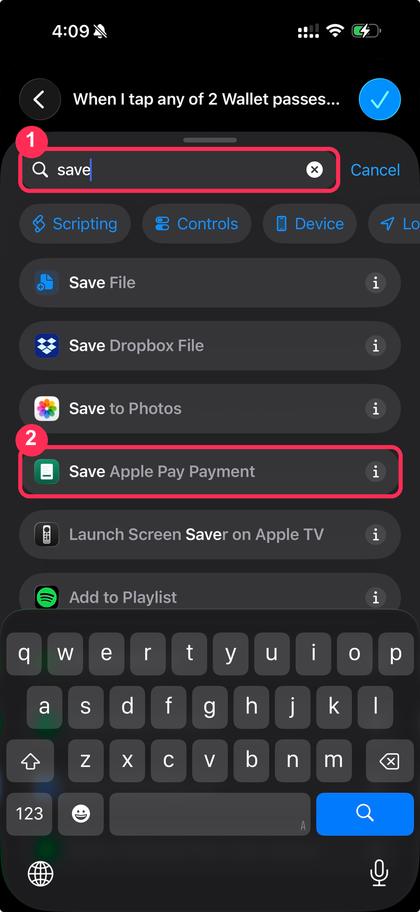 4:09
When I tap any of 2 Wallet passes...
1
save
Cancel
Scripting
Controls
Device
Lo
Save File
Save Dropbox File
Save to Photos
2
Save Apple Pay Payment
Launch Screen Saver on Apple TV
Add to Playlist
q w e r t y u i o p
a s d f g h j k l
z x c v b n m
123
A